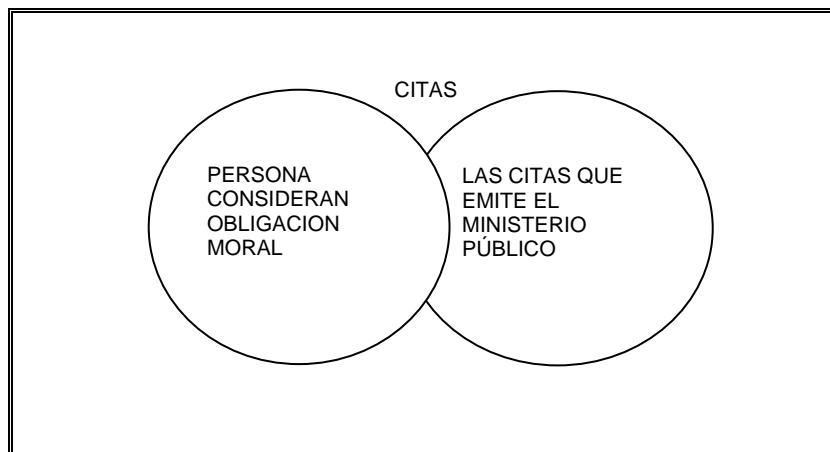 CITAS
PERSONA
CONSIDERAN
OBLIGACION
MORAL
LAS CITAS QUE
EMITE EL
MINISTERIO
PÚBLICO